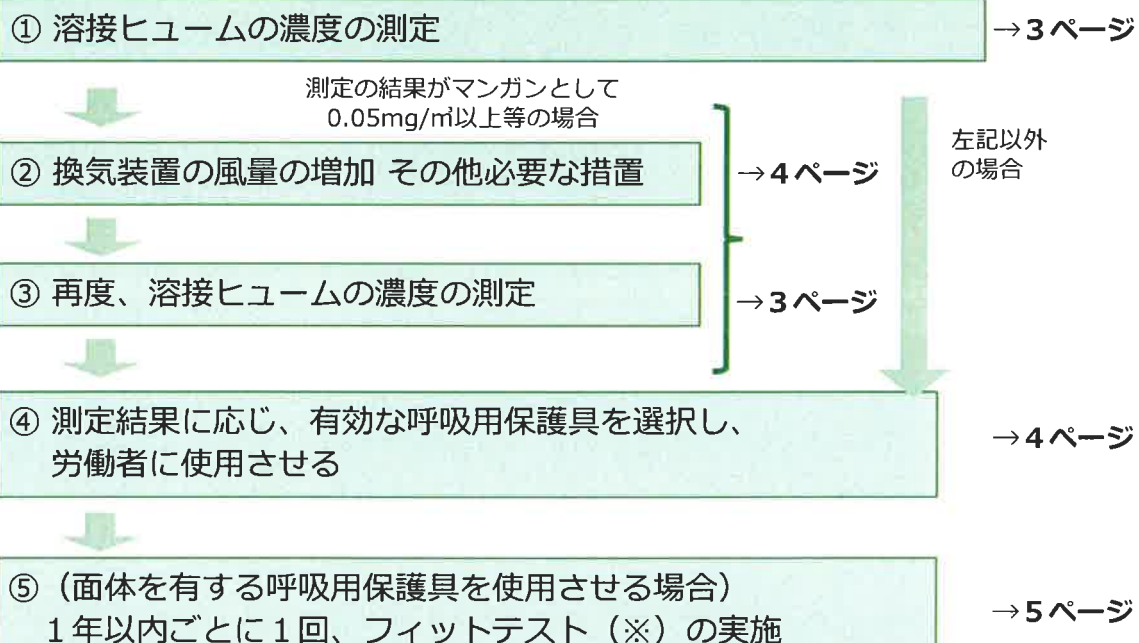 ① 溶接ヒュームの濃度の測定
→3ページ
測定の結果がマンガンとして
0.05mg/㎥以上等の場合
左記以外
の場合
② 換気装置の風量の増加 その他必要な措置
→4ページ
③ 再度、溶接ヒュームの濃度の測定
→3ページ
④ 測定結果に応じ、有効な呼吸用保護具を選択し、
労働者に使用させる
→4ページ
⑤（面体を有する呼吸用保護具を使用させる場合）
１年以内ごとに１回、フィットテスト（※）の実施
→5ページ